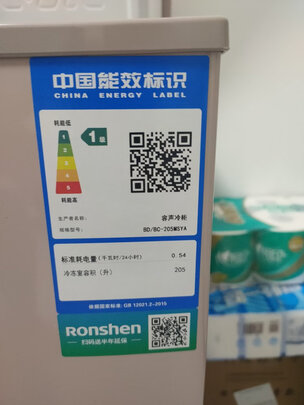 中国能效标识
CHINA ENERGY LABEL
耗能低
1
2
3
4
5
1级
耗能高
生产者名称: 容声冷柜
规格型号: BD/BC-205MSYA
标准耗电量(千瓦时/24小时) 0.54
冷冻室容积(升) 205
依据国家标准: GB 12021.2-2015
Ronshen
扫码送半年延保